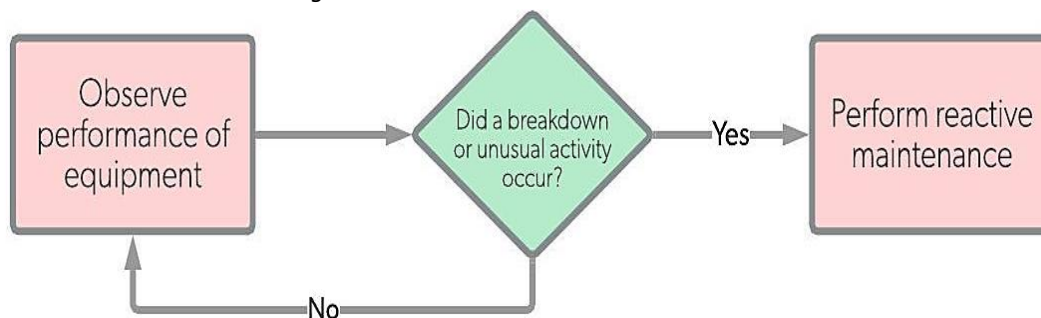 Observe
performance of
equipment
Did a breakdown
or unusual activity
occur?
Yes
Perform reactive
maintenance
No